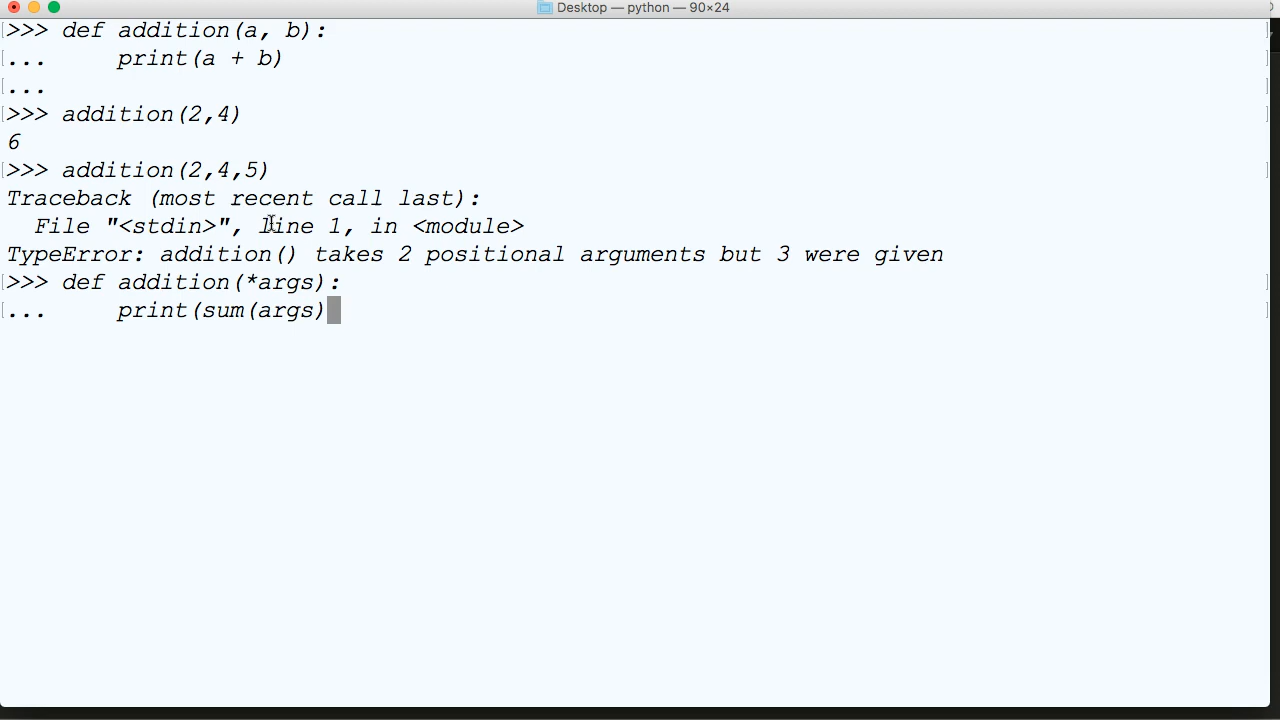 Desktop — python — 90×24
>>> def addition(a, b):
...     print(a + b)
...
>>> addition(2,4)
6
>>> addition(2,4,5)
Traceback (most recent call last):
  File "<stdin>", line 1, in <module>
TypeError: addition() takes 2 positional arguments but 3 were given
>>> def addition(*args):
...     print(sum(args)